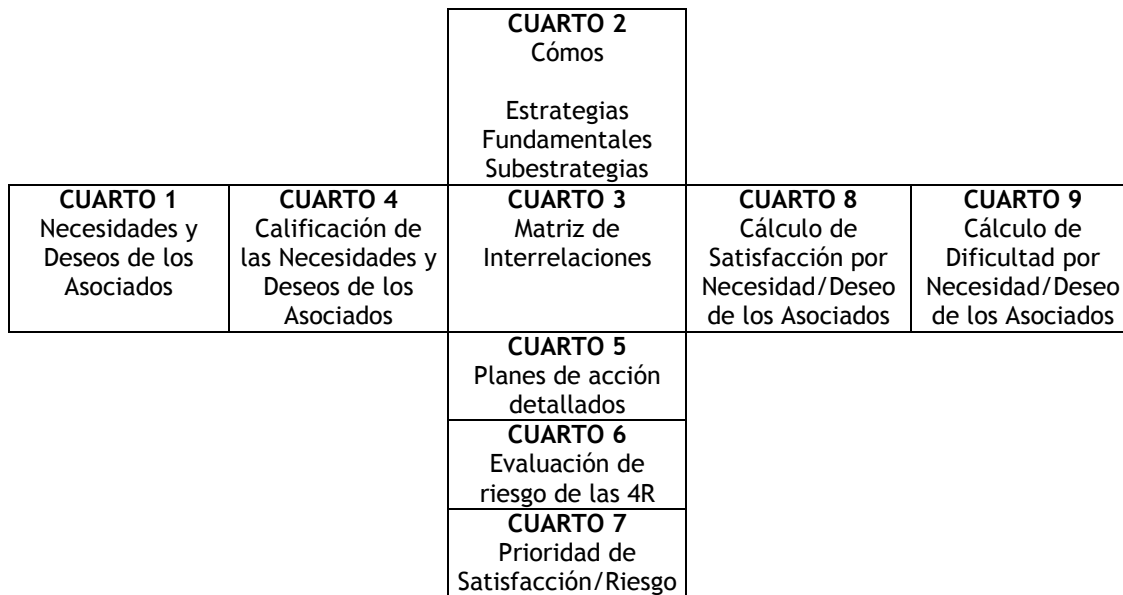 CUARTO 2
Cómos
Estrategias
Fundamentales
Subestrategias
CUARTO 1
Necesidades y
Deseos de los
Asociados
CUARTO 4
Calificación de
las Necesidades y
Deseos de los
Asociados
CUARTO 3
Matriz de
Interrelaciones
CUARTO 8
Cálculo de
Satisfacción por
Necesidad/Deseo
de los Asociados
CUARTO 9
Cálculo de
Dificultad por
Necesidad/Deseo
de los Asociados
CUARTO 5
Planes de acción
detallados
CUARTO 6
Evaluación de
riesgo de las 4R
CUARTO 7
Prioridad de
Satisfacción/Riesgo